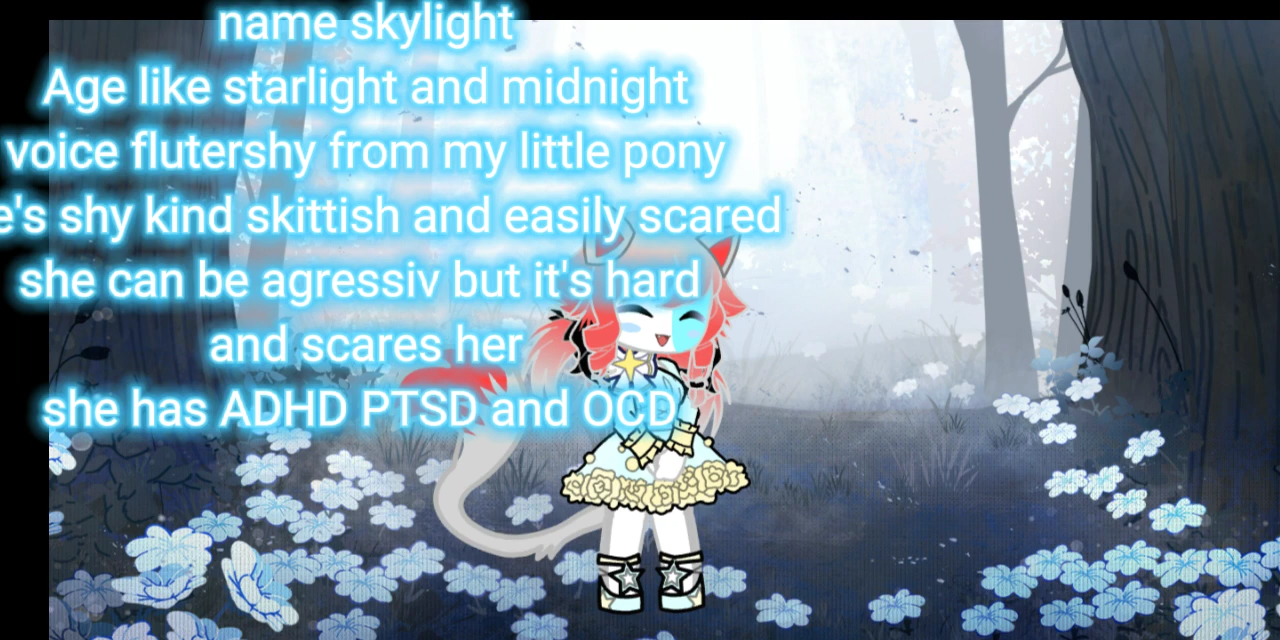 name skylight
Age like starlight and midnight
voice flutershy from my little pony
e's shy kind skittish and easily scared
she can be agressiv but it's hard
and scares her
she has ADHD PTSD and OCD